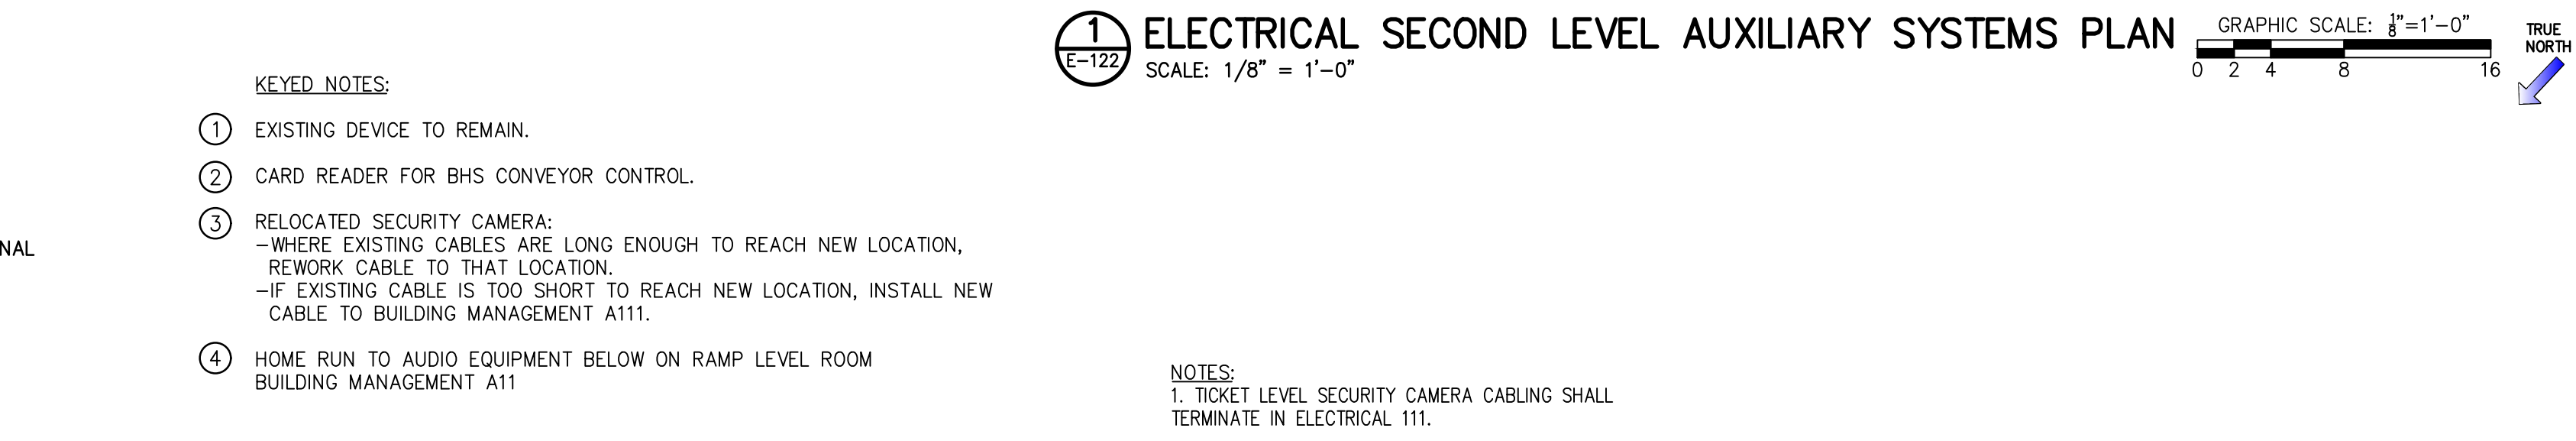 1
E-122
ELECTRICAL SECOND LEVEL AUXILIARY SYSTEMS PLAN
SCALE: 1/8" = 1'-0"
GRAPHIC SCALE: 1/8"=1'-0"
0 2 4 8 16
TRUE
NORTH
KEYED NOTES:
1 EXISTING DEVICE TO REMAIN.
2 CARD READER FOR BHS CONVEYOR CONTROL.
3 RELOCATED SECURITY CAMERA:
-WHERE EXISTING CABLES ARE LONG ENOUGH TO REACH NEW LOCATION,
REWORK CABLE TO THAT LOCATION.
-IF EXISTING CABLE IS TOO SHORT TO REACH NEW LOCATION, INSTALL NEW
CABLE TO BUILDING MANAGEMENT A111.
4 HOME RUN TO AUDIO EQUIPMENT BELOW ON RAMP LEVEL ROOM
BUILDING MANAGEMENT A11
NAL
NOTES:
1. TICKET LEVEL SECURITY CAMERA CABLING SHALL
TERMINATE IN ELECTRICAL 111.